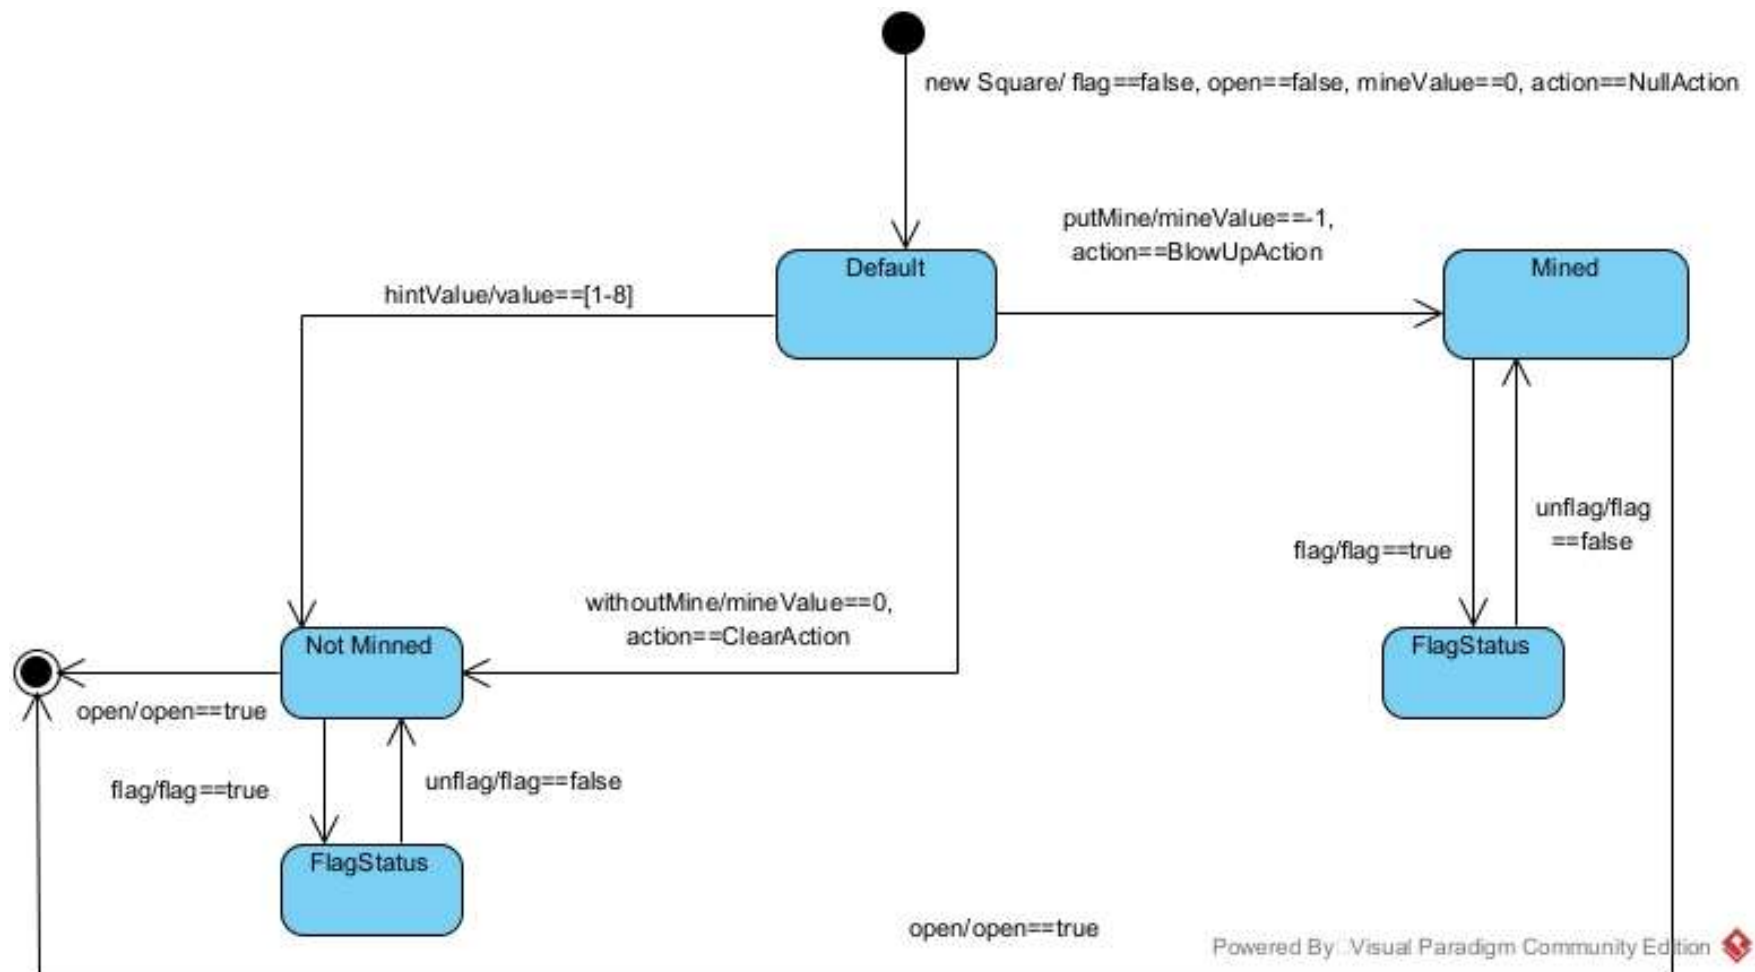 new Square/ flag==false, open==false, mineValue==0, action==NullAction
putMine/mineValue==-1,
action==BlowUpAction
Default
Mined
hintValue/value==[1-8]
unflag/flag
==false
flag/flag==true
withoutMine/mineValue==0,
action==ClearAction
Not Minned
FlagStatus
open/open==true
flag/flag==true
unflag/flag==false
FlagStatus
open/open==true
Powered By Visual Paradigm Community Edition